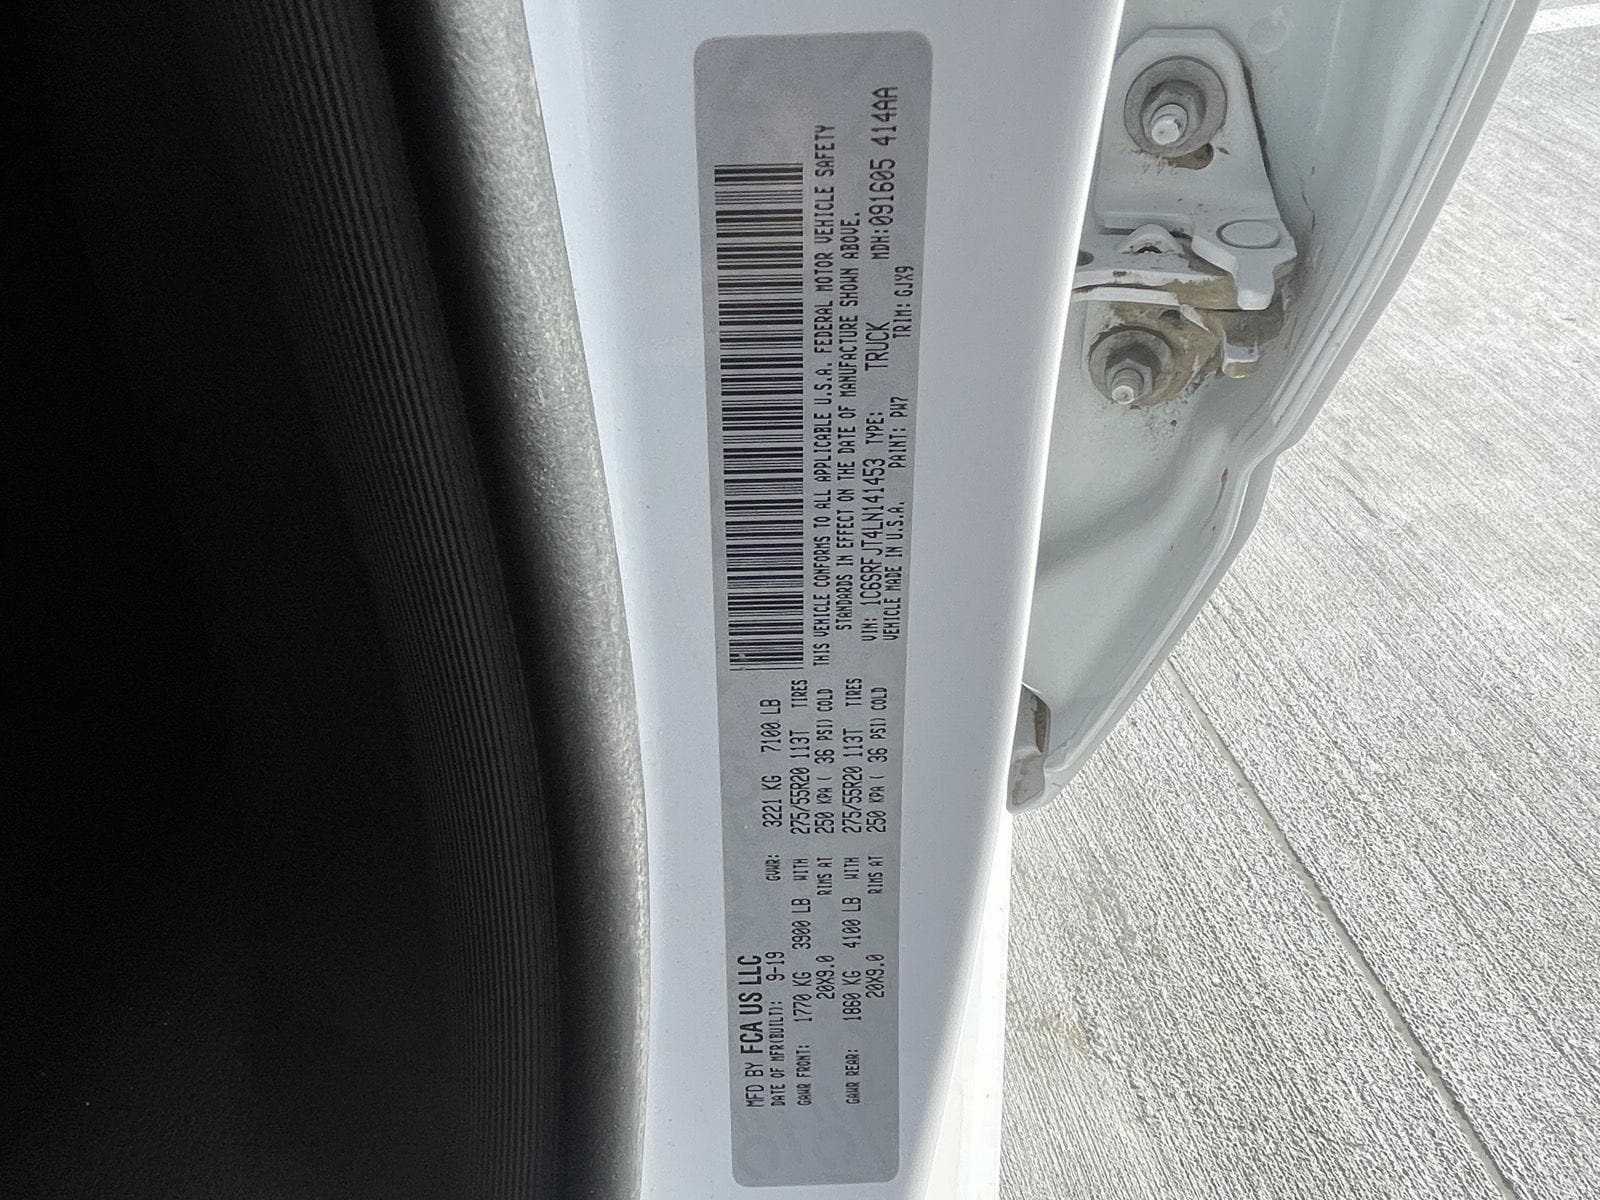 MFD BY FCA US LLC
DATE OF MFR(BUILT): 9-19 GVWR: 3221 KG 7100 LB
GAWR FRONT: 1770 KG 3900 LB WITH 275/55R20 113T TIRES
20X9.0 RIMS AT 250 KPA ( 36 PSI) COLD
GAWR REAR: 1860 KG 4100 LB WITH 275/55R20 113T TIRES
20X9.0 RIMS AT 250 KPA ( 36 PSI) COLD
THIS VEHICLE CONFORMS TO ALL APPLICABLE U.S.A. FEDERAL MOTOR VEHICLE SAFETY
STANDARDS IN EFFECT ON THE DATE OF MANUFACTURE SHOWN ABOVE.
VIN: 1C6SRFJT4LN141453 TYPE: TRUCK MDH:091605 414AA
VEHICLE MADE IN U.S.A. PAINT: PW7 TRIM: GJX9